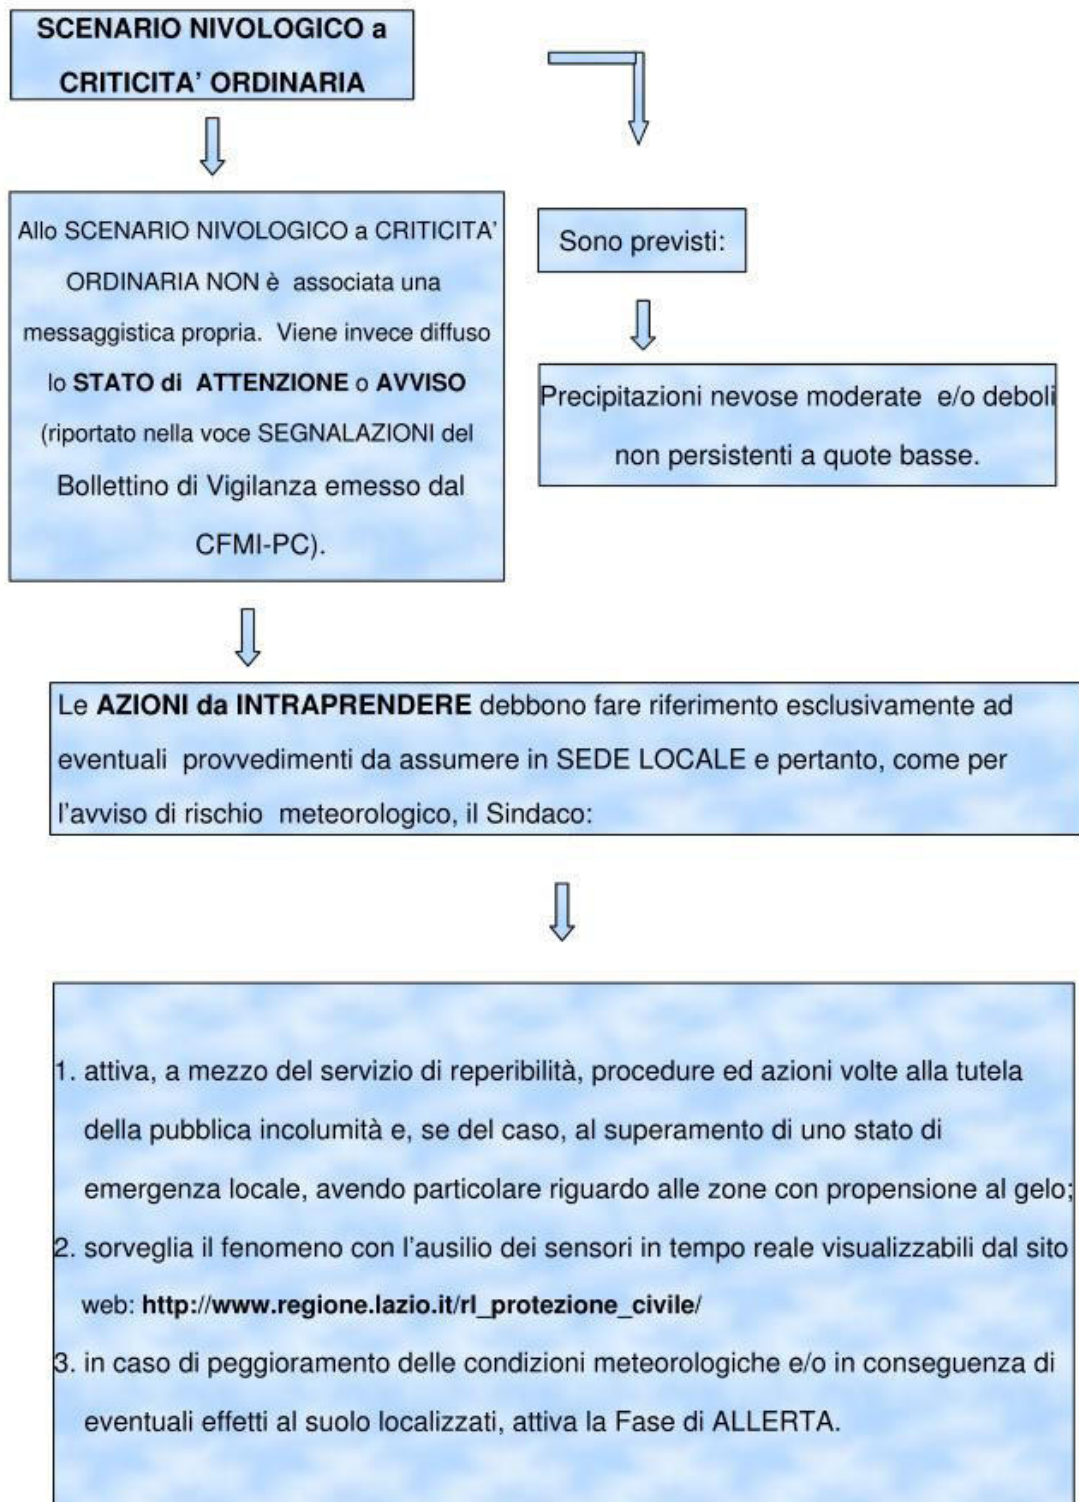 SCENARIO NIVOLOGICO a
CRITICITA' ORDINARIA
Allo SCENARIO NIVOLOGICO a CRITICITA'
ORDINARIA NON è associata una
messaggistica propria. Viene invece diffuso
lo STATO di ATTENZIONE o AVVISO
(riportato nella voce SEGNALAZIONI del
Bollettino di Vigilanza emesso dal
CFMI-PC).
Sono previsti:
Precipitazioni nevose moderate e/o deboli
non persistenti a quote basse.
Le AZIONI da INTRAPRENDERE debbono fare riferimento esclusivamente ad
eventuali provvedimenti da assumere in SEDE LOCALE e pertanto, come per
l'avviso di rischio meteorologico, il Sindaco:
1. attiva, a mezzo del servizio di reperibilità, procedure ed azioni volte alla tutela
della pubblica incolumità e, se del caso, al superamento di uno stato di
emergenza locale, avendo particolare riguardo alle zone con propensione al gelo;
2. sorveglia il fenomeno con l'ausilio dei sensori in tempo reale visualizzabili dal sito
web: http://www.regione.lazio.it/rl_protezione_civile/
3. in caso di peggioramento delle condizioni meteorologiche e/o in conseguenza di
eventuali effetti al suolo localizzati, attiva la Fase di ALLERTA.